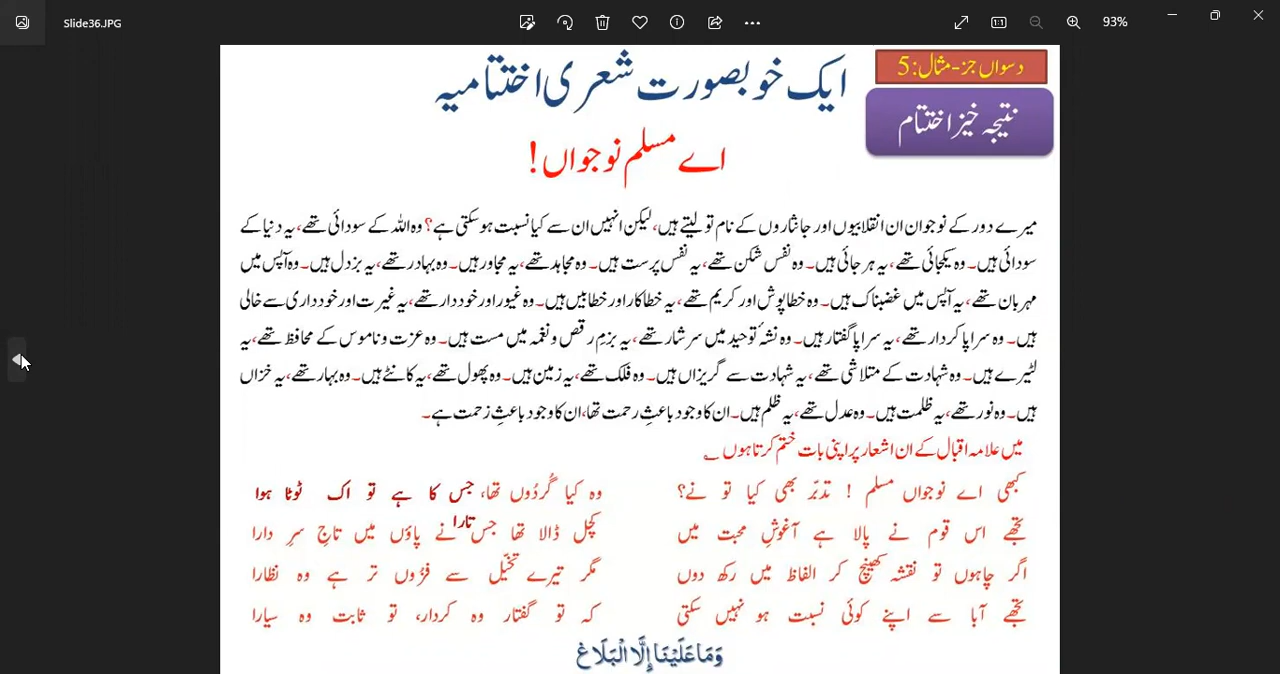 Slide36.JPG
93%
دسواں جز-مثال:5
نتیجہ خیز اختتام
ایک خوبصورت شعری اختتامیہ
اے مسلم نوجواں!
میرے دور کے نوجوان ان انقلابیوں اور جانثاروں کے نام تو لیتے ہیں، لیکن انہیں ان سے کیا نسبت ہو سکتی ہے؟ وہ اللہ کے سودائی تھے، یہ دنیا کے
سودائی ہیں۔ وہ یکجائی تھے، یہ ہر جائی ہیں۔ وہ نفس شکن تھے، یہ نفس پرست ہیں۔ وہ مجاہد تھے، یہ مجاور ہیں۔ وہ بہادر تھے، یہ بزدل ہیں۔ وہ آپس میں
مہربان تھے، یہ آپس میں غضبناک ہیں۔ وہ خطا پوش اور کریم تھے، یہ خطا کار اور خطا بیں ہیں۔ وہ غیور اور خوددار تھے، یہ غیرت اور خودداری سے خالی
ہیں۔ وہ سراپا کردار تھے، یہ سراپا گفتار ہیں۔ وہ نشۂ توحید میں سرشار تھے، یہ بزمِ رقص و نغمہ میں مست ہیں۔ وہ عزت و ناموس کے محافظ تھے، یہ
لٹیرے ہیں۔ وہ شہادت کے متلاشی تھے، یہ شہادت سے گریزاں ہیں۔ وہ فلک تھے، یہ زمین ہیں۔ وہ پھول تھے، یہ کانٹے ہیں۔ وہ بہار تھے، یہ خزاں
ہیں۔ وہ نور تھے، یہ ظلمت ہیں۔ وہ عدل تھے، یہ ظلم ہیں۔ ان کا وجود باعثِ رحمت تھا، ان کا وجود باعثِ زحمت ہے۔
میں علامہ اقبال کے ان اشعار پر اپنی بات ختم کرتا ہوں ؎
کبھی اے نوجواں مسلم ! تدبّر بھی کیا تو نے؟ وہ کیا گردُوں تھا، جس کا ہے تو اک ٹوٹا ہوا تارا
تجھے اس قوم نے پالا ہے آغوشِ محبت میں کچل ڈالا تھا جس نے پاؤں میں تاجِ سرِ دارا
اگر چاہوں تو نقشہ کھینچ کر الفاظ میں رکھ دوں مگر تیرے تخیّل سے فزوں تر ہے وہ نظارا
تجھے آبا سے اپنے کوئی نسبت ہو نہیں سکتی کہ تو گفتار وہ کردار، تو ثابت وہ سیارا
وَمَا عَلَيْنَا إِلَّا الْبَلَاغ